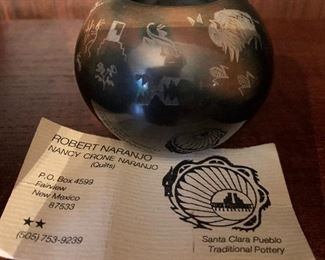 ROBERT NARANJO
NANCY CRONE NARANJO
(Quilts)
P.O. Box 4599
Fairview
New Mexico
87533
★★
(505) 753-9239
Santa Clara Pueblo
Traditional Pottery